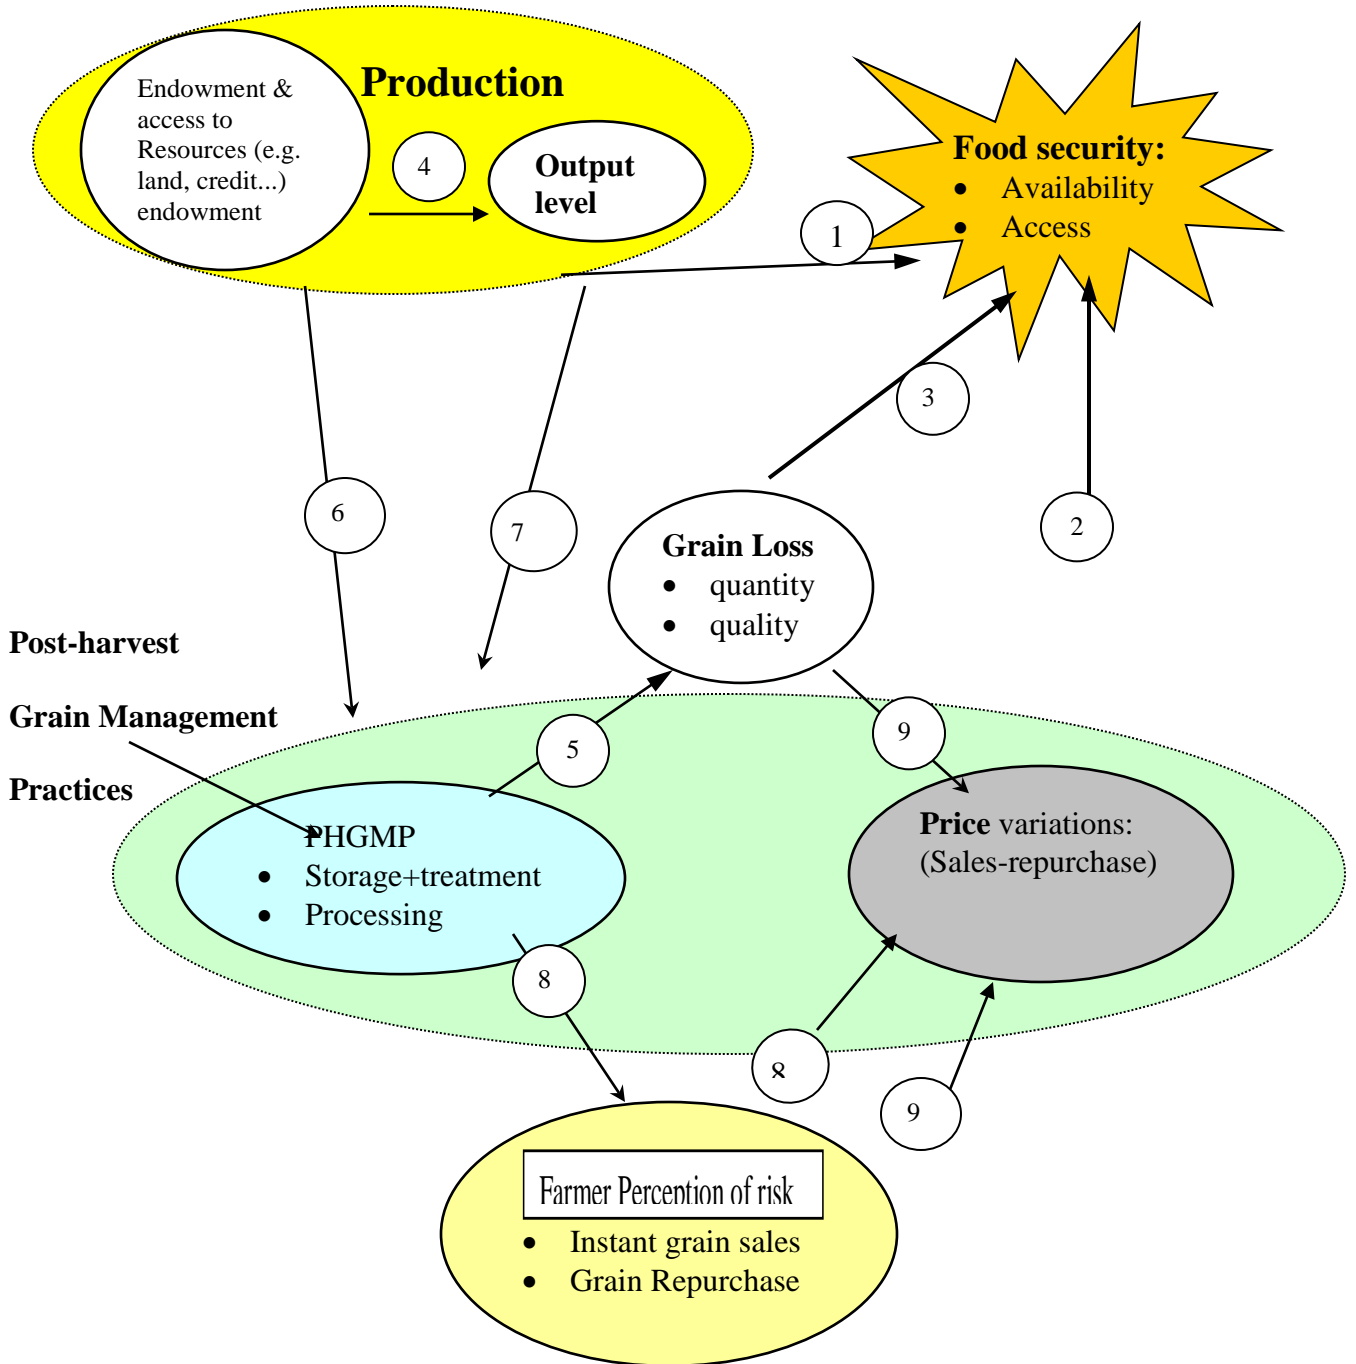 Production
Endowment &
access to
Resources (e.g.
land, credit...)
endowment
4
Output
level
Food security:
• Availability
• Access
1
3
2
6
7
Grain Loss
• quantity
• quality
Post-harvest
Grain Management
Practices
5
9
PHGMP
• Storage+treatment
• Processing
Price variations:
(Sales-repurchase)
8
8
9
Farmer Perception of risk
• Instant grain sales
• Grain Repurchase